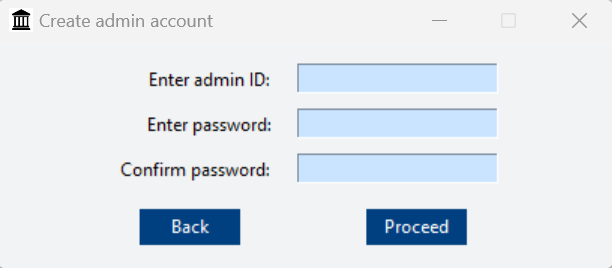 Create admin account
Enter admin ID:
Enter password:
Confirm password:
Back Proceed